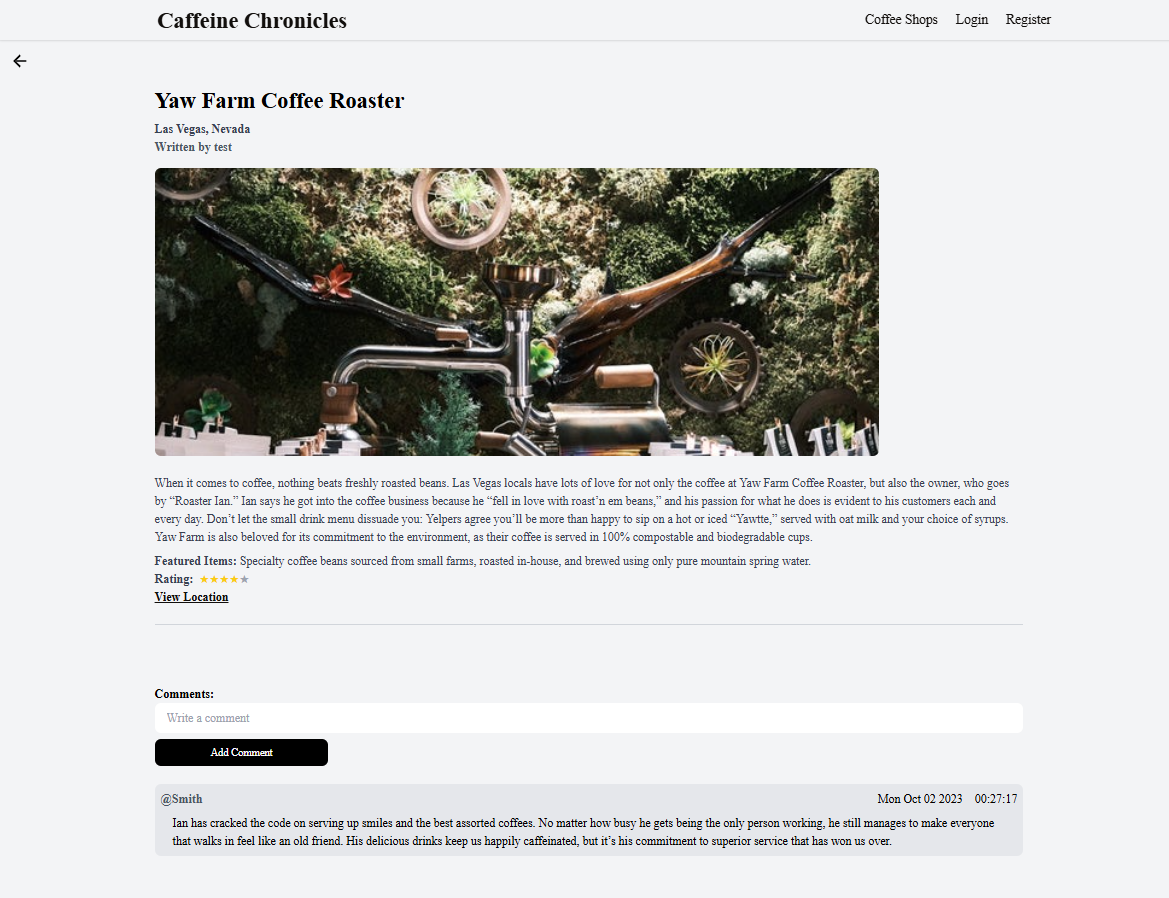 Caffeine Chronicles
Coffee Shops Login Register
Yaw Farm Coffee Roaster
Las Vegas, Nevada
Written by test
When it comes to coffee, nothing beats freshly roasted beans. Las Vegas locals have lots of love for not only the coffee at Yaw Farm Coffee Roaster, but also the owner, who goes
by “Roaster Ian.” Ian says he got into the coffee business because he “fell in love with roast’n em beans,” and his passion for what he does is evident to his customers each and
every day. Don’t let the small drink menu dissuade you: Yelpers agree you’ll be more than happy to sip on a hot or iced “Yawtte,” served with oat milk and your choice of syrups.
Yaw Farm is also beloved for its commitment to the environment, as their coffee is served in 100% compostable and biodegradable cups.
Featured Items: Specialty coffee beans sourced from small farms, roasted in-house, and brewed using only pure mountain spring water.
Rating:
View Location
Comments:
Write a comment
Add Comment
@Smith Mon Oct 02 2023 00:27:17
Ian has cracked the code on serving up smiles and the best assorted coffees. No matter how busy he gets being the only person working, he still manages to make everyone
that walks in feel like an old friend. His delicious drinks keep us happily caffeinated, but it’s his commitment to superior service that has won us over.